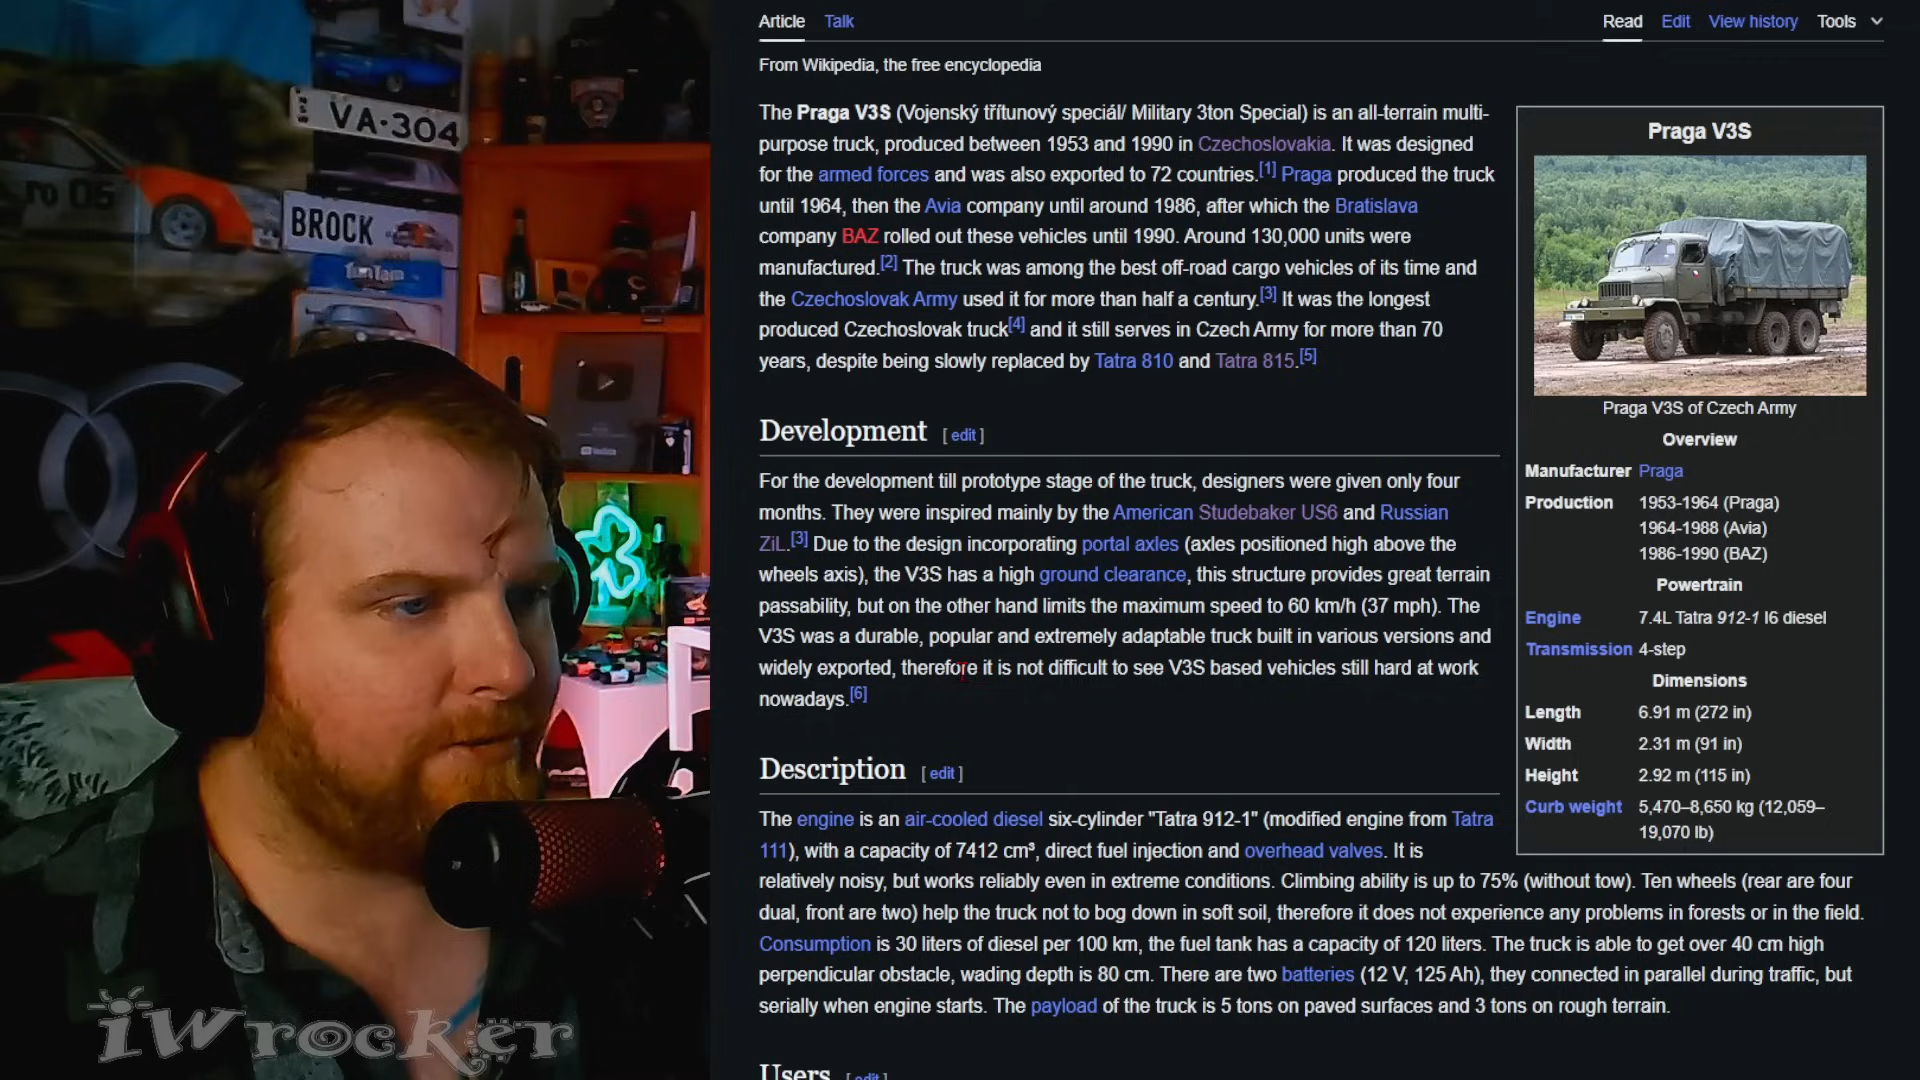 Article Talk Read Edit View history Tools
From Wikipedia, the free encyclopedia
The Praga V3S (Vojenský třítunový speciál/ Military 3ton Special) is an all-terrain multi-
purpose truck, produced between 1953 and 1990 in Czechoslovakia. It was designed
for the armed forces and was also exported to 72 countries.[1] Praga produced the truck
until 1964, then the Avia company until around 1986, after which the Bratislava
company BAZ rolled out these vehicles until 1990. Around 130,000 units were
manufactured.[2] The truck was among the best off-road cargo vehicles of its time and
the Czechoslovak Army used it for more than half a century.[3] It was the longest
produced Czechoslovak truck[4] and it still serves in Czech Army for more than 70
years, despite being slowly replaced by Tatra 810 and Tatra 815.[5]
Development [ edit ]
For the development till prototype stage of the truck, designers were given only four
months. They were inspired mainly by the American Studebaker US6 and Russian
ZiL.[3] Due to the design incorporating portal axles (axles positioned high above the
wheels axis), the V3S has a high ground clearance, this structure provides great terrain
passability, but on the other hand limits the maximum speed to 60 km/h (37 mph). The
V3S was a durable, popular and extremely adaptable truck built in various versions and
widely exported, therefore it is not difficult to see V3S based vehicles still hard at work
nowadays.[6]
Description [ edit ]
The engine is an air-cooled diesel six-cylinder "Tatra 912-1" (modified engine from Tatra
111), with a capacity of 7412 cm³, direct fuel injection and overhead valves. It is
relatively noisy, but works reliably even in extreme conditions. Climbing ability is up to 75% (without tow). Ten wheels (rear are four
dual, front are two) help the truck not to bog down in soft soil, therefore it does not experience any problems in forests or in the field.
Consumption is 30 liters of diesel per 100 km, the fuel tank has a capacity of 120 liters. The truck is able to get over 40 cm high
perpendicular obstacle, wading depth is 80 cm. There are two batteries (12 V, 125 Ah), they connected in parallel during traffic, but
serially when engine starts. The payload of the truck is 5 tons on paved surfaces and 3 tons on rough terrain.
Users [ edit ]
Praga V3S
Praga V3S of Czech Army
Overview
Manufacturer Praga
Production 1953-1964 (Praga)
1964-1988 (Avia)
1986-1990 (BAZ)
Powertrain
Engine 7.4L Tatra 912-1 I6 diesel
Transmission 4-step
Dimensions
Length 6.91 m (272 in)
Width 2.31 m (91 in)
Height 2.92 m (115 in)
Curb weight 5,470–8,650 kg (12,059–
19,070 lb)
VA·304
ro 05
BROCK
TomTom
YouTube
iWrocker